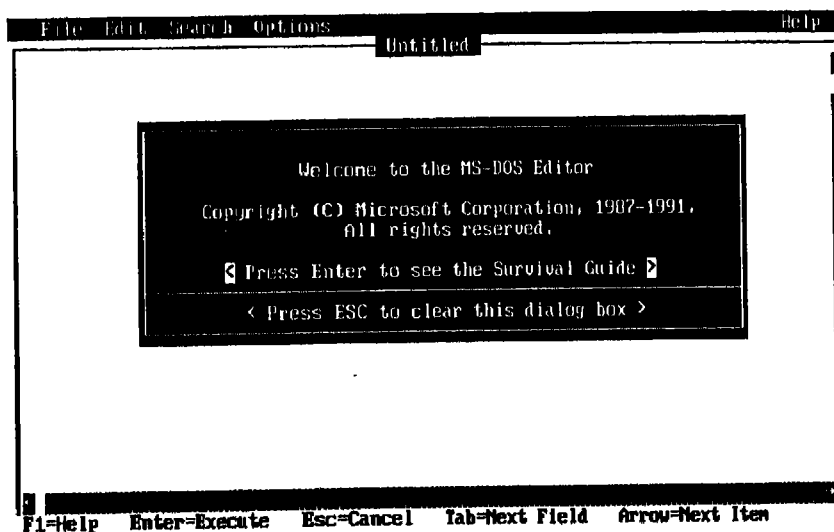 File Edit Search Options Help
Untitled
Welcome to the MS-DOS Editor
Copyright (C) Microsoft Corporation, 1987-1991.
All rights reserved.
< Press Enter to see the Survival Guide >
< Press ESC to clear this dialog box >
F1=Help Enter=Execute Esc=Cancel Tab=Next Field Arrow=Next Item